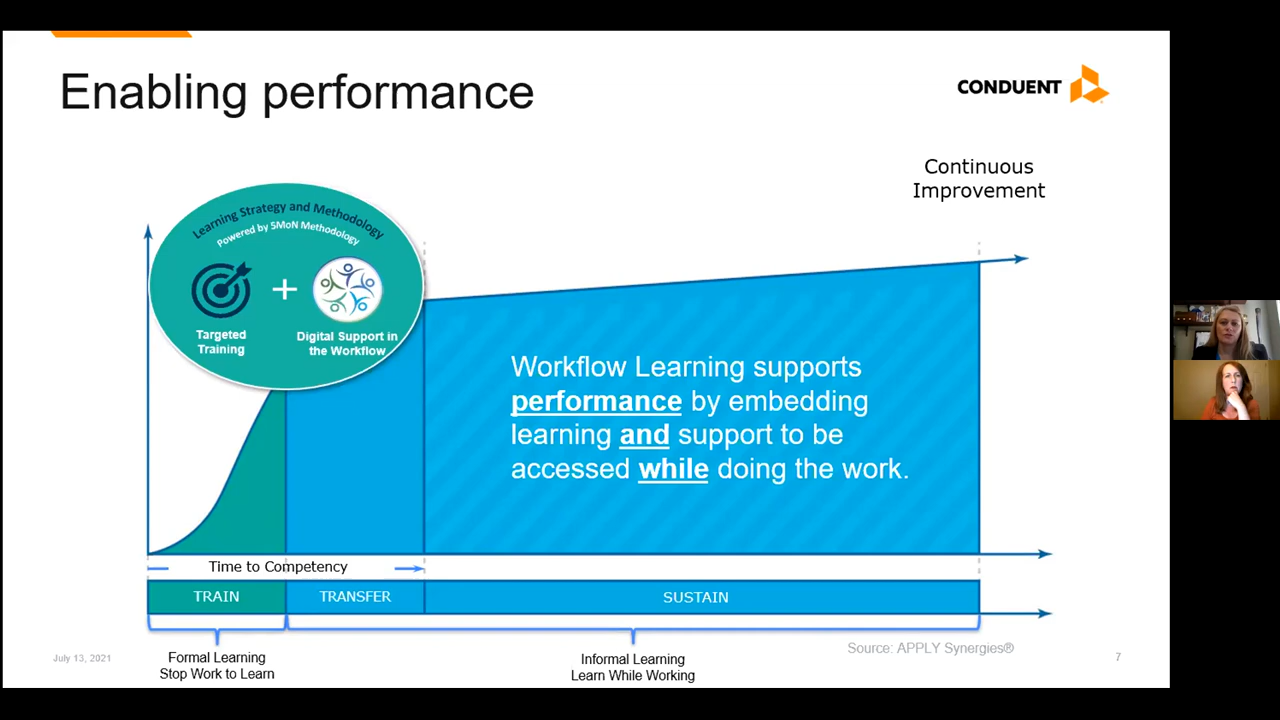 Enabling performance
CONDUENT
Continuous
Improvement
Learning Strategy and Methodology
Powered by SMoN Methodology
+
Targeted
Training
Digital Support in
the Workflow
Workflow Learning supports
performance by embedding
learning and support to be
accessed while doing the work.
Time to Competency
TRAIN
TRANSFER
SUSTAIN
Formal Learning
Stop Work to Learn
Informal Learning
Learn While Working
Source: APPLY Synergies®
July 13, 2021
7